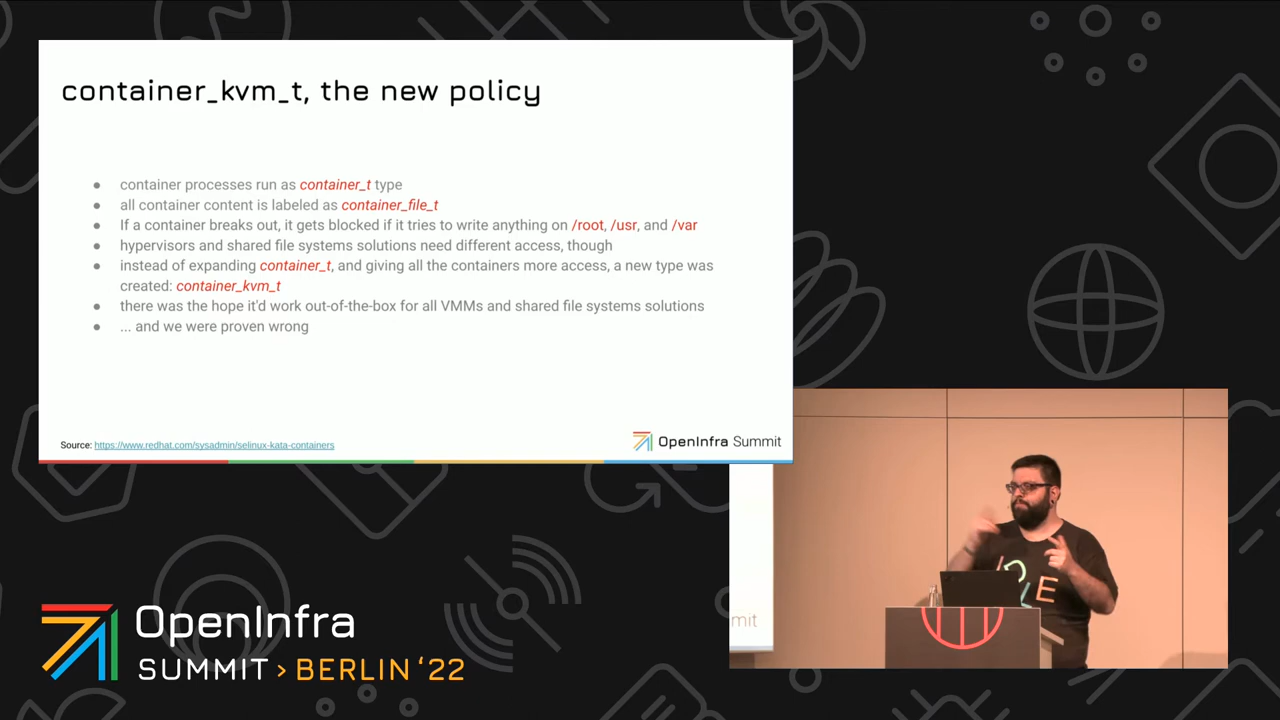 container_kvm_t, the new policy
● container processes run as container_t type
● all container content is labeled as container_file_t
● If a container breaks out, it gets blocked if it tries to write anything on /root, /usr, and /var
● hypervisors and shared file systems solutions need different access, though
● instead of expanding container_t, and giving all the containers more access, a new type was
created: container_kvm_t
● there was the hope it'd work out-of-the-box for all VMMs and shared file systems solutions
● ... and we were proven wrong
Source: https://www.redhat.com/sysadmin/selinux-kata-containers
OpenInfra Summit
mit
OpenInfra
SUMMIT > BERLIN '22